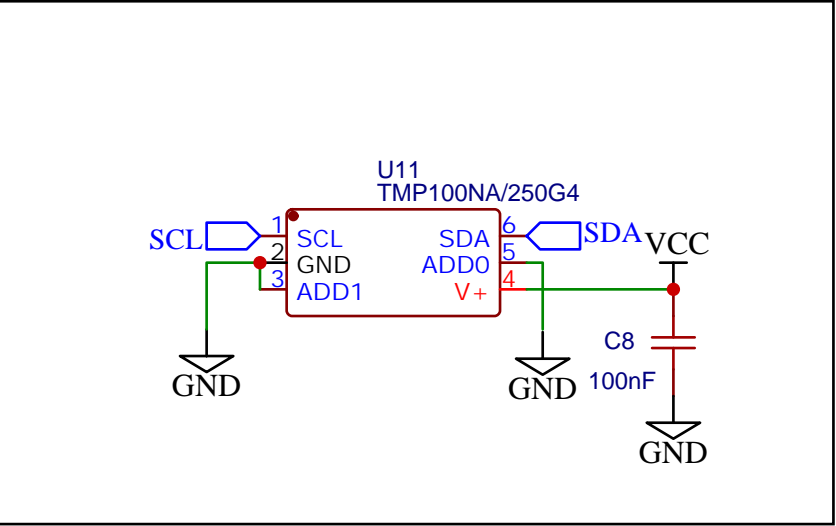 U11
TMP100NA/250G4
SCL 1 SCL SDA 6 SDA VCC
2 GND ADD0 5
3 ADD1 V+ 4
C8
100nF
GND GND
GND